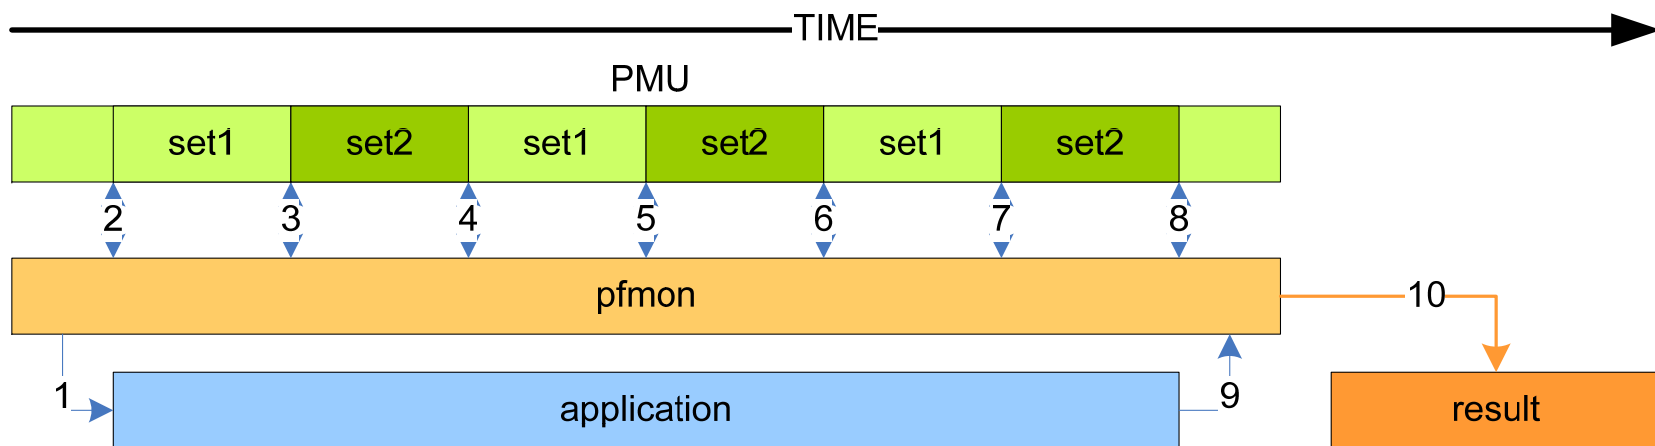 TIME
PMU
set1 set2 set1 set2 set1 set2
2 3 4 5 6 7 8
pfmon
10
1
9
application
result